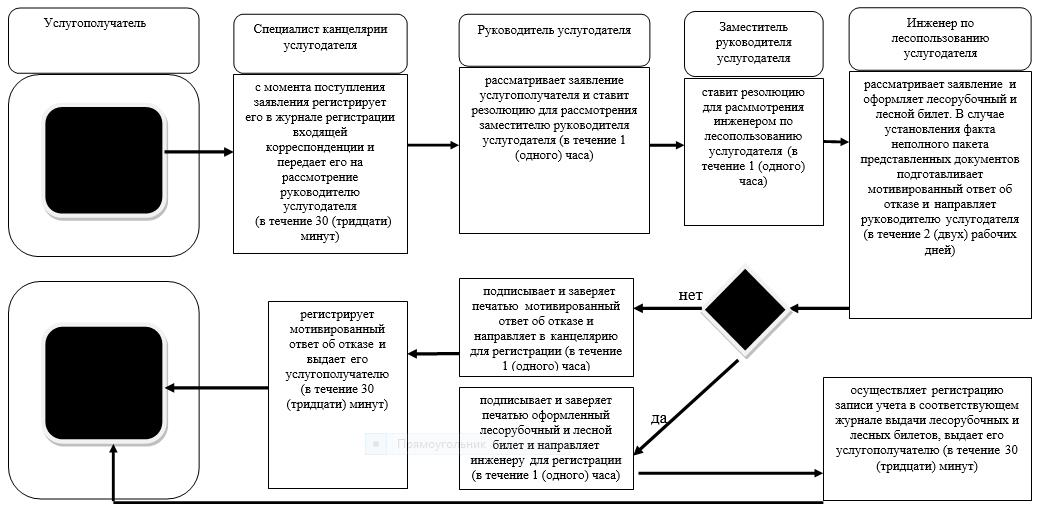 Услугополучатель
Специалист канцелярии
услугодателя
Руководитель услугодателя
Заместитель
руководителя
услугодателя
Инженер по
лесопользованию
услугодателя
с момента поступления
заявления регистрирует
его в журнале регистрации
входящей
корреспонденции и
передает его на
рассмотрение
руководителю
услугодателя
(в течение 30 (тридцати)
минут)
рассматривает заявление
услугополучателя и ставит
резолюцию для рассмотрения
заместителю руководителя
услугодателя (в течение 1
(одного) часа)
ставит резолюцию
для рассмотрения
инженером по
лесопользованию
услугодателя (в
течение 1 (одного)
часа)
рассматривает заявление и
оформляет лесорубочный и
лесной билет. В случае
установления факта
неполного пакета
представленных документов
подготавливает
мотивированный ответ об
отказе и направляет
руководителю услугодателя
(в течение 2 (двух) рабочих
дней)
нет
подписывает и заверяет
печатью мотивированный
ответ об отказе и
направляет в канцелярию
для регистрации (в течение
1 (одного) часа)
регистрирует
мотивированный
ответ об отказе и
выдает его
услугополучателю
(в течение 30
(тридцати) минут)
да
подписывает и заверяет
печатью оформленный
лесорубочный и лесной
билет и направляет
инженеру для регистрации
(в течение 1 (одного) часа)
Прямоугольник
осуществляет регистрацию
записи учета в соответствующем
журнале выдачи лесорубочных и
лесных билетов, выдает его
услугополучателю (в течение 30
(тридцати) минут)